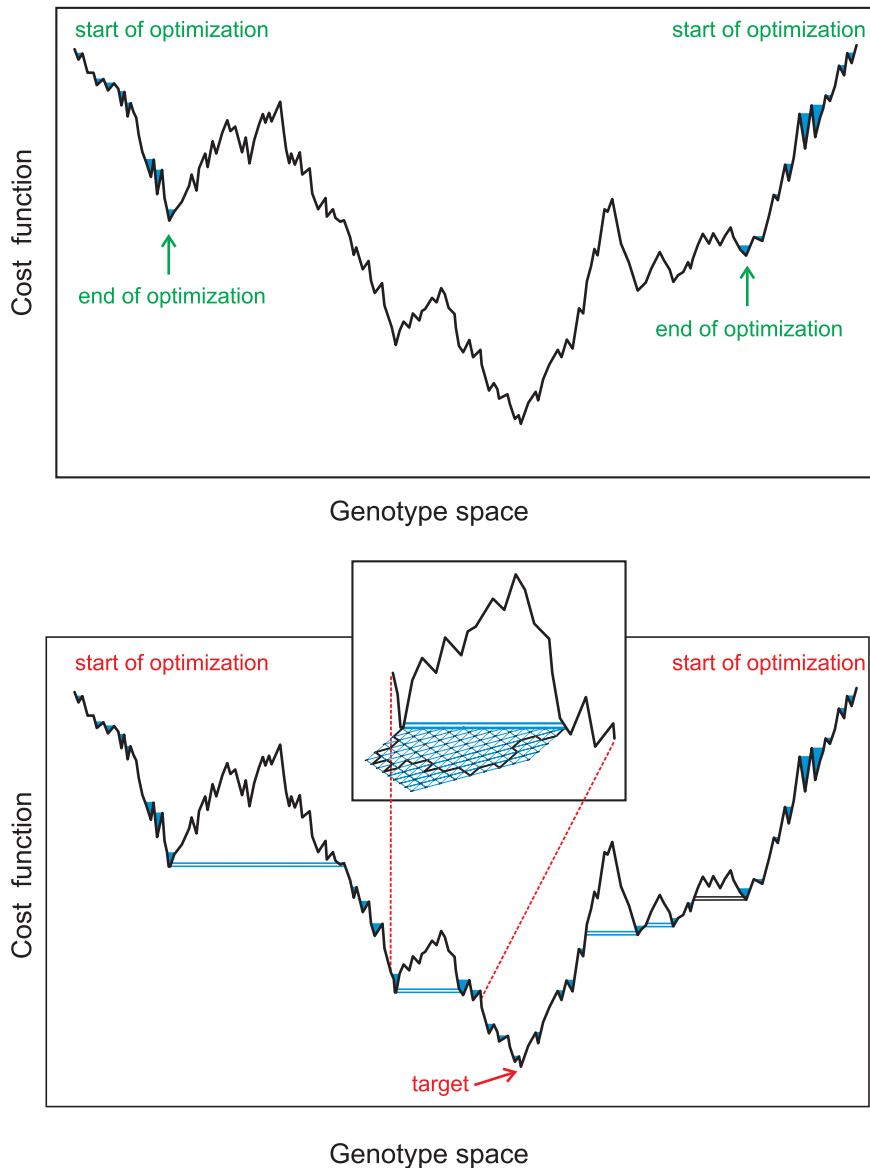 start of optimization
start of optimization
Cost function
end of optimization
end of optimization
Genotype space
start of optimization
start of optimization
Cost function
target
Genotype space